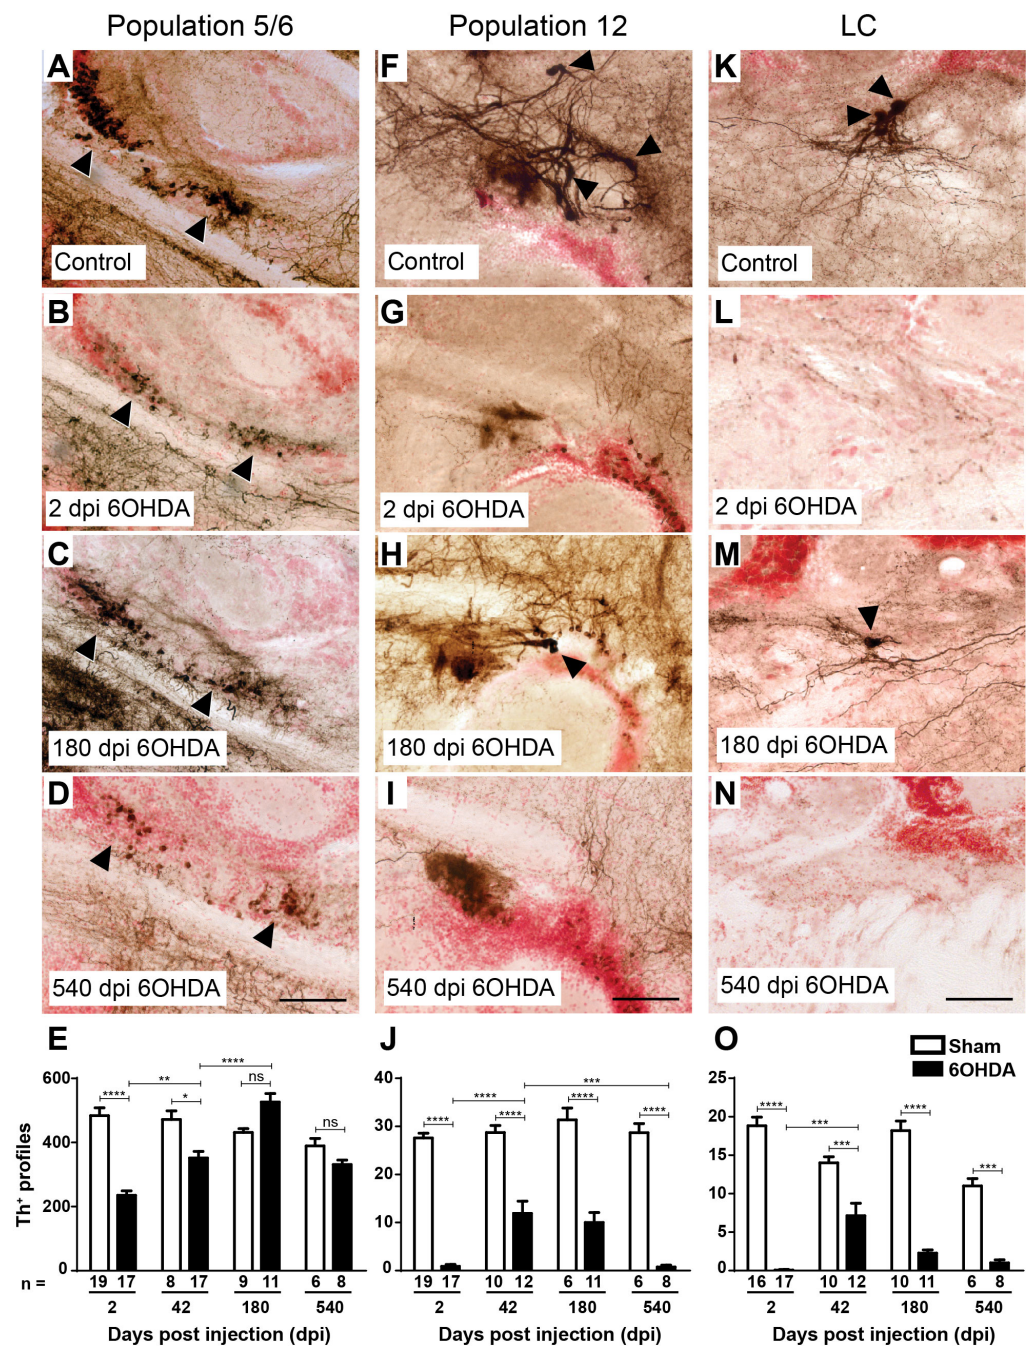 Population 5/6 Population 12 LC
A F K
Control Control Control
B G L
2 dpi 6OHDA 2 dpi 6OHDA 2 dpi 6OHDA
C H M
180 dpi 6OHDA 180 dpi 6OHDA 180 dpi 6OHDA
D I N
540 dpi 6OHDA 540 dpi 6OHDA 540 dpi 6OHDA
E
Th⁺ profiles
600
400
200
0
**** ** * **** ns ns
n = 19 17 8 17 9 11 6 8
2 42 180 540
Days post injection (dpi)
J
40
30
20
10
0
**** **** **** *** **** ****
19 17 10 12 6 11 6 8
2 42 180 540
Days post injection (dpi)
O
Sham
6OHDA
25
20
15
10
5
0
**** *** *** **** ***
16 17 10 12 10 11 6 8
2 42 180 540
Days post injection (dpi)